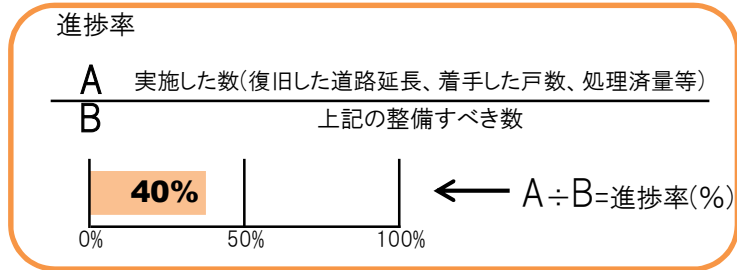 進捗率
A 実施した数(復旧した道路延長、着手した戸数、処理済量等)
B 上記の整備すべき数
40%
A÷B=進捗率(%)
0% 50% 100%